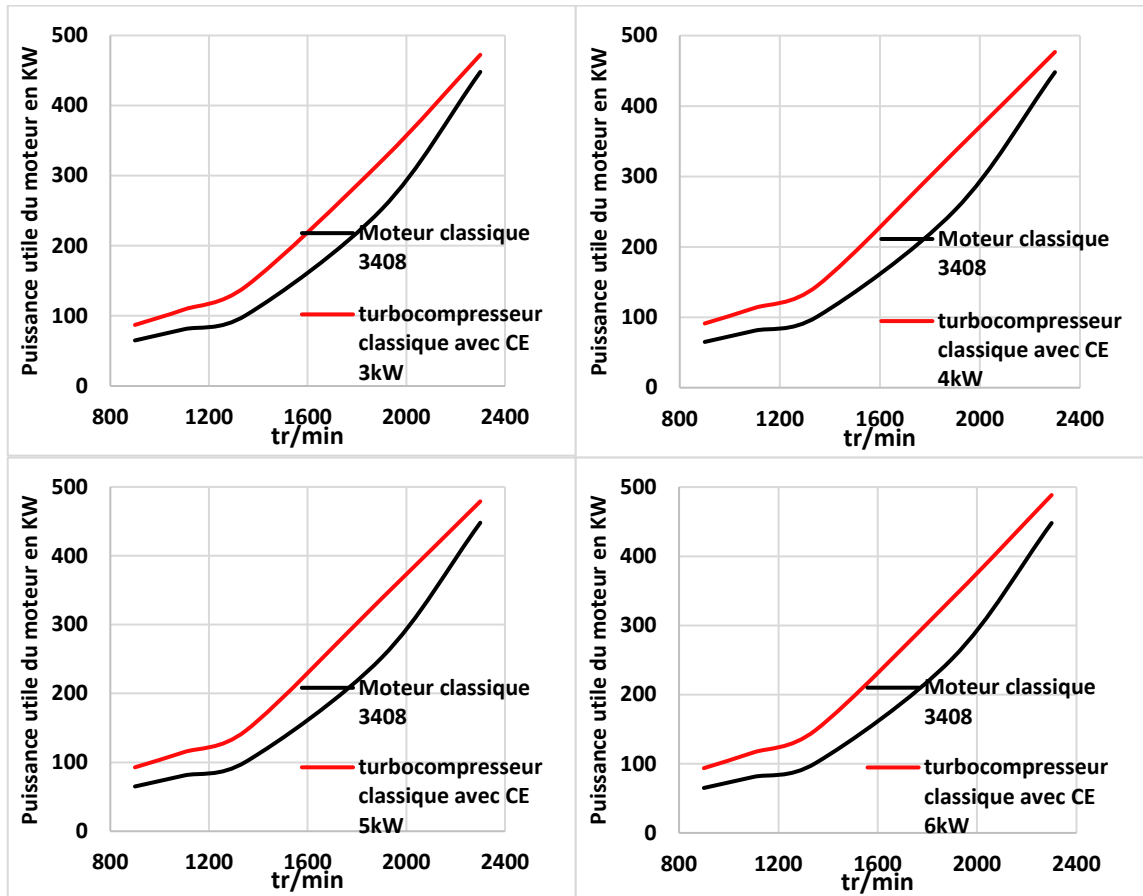 Puissance utile du moteur en KW
500
400
300
200
100
0
Moteur classique
3408
turbocompresseur
classique avec CE
3kW
800 1200 1600 2000 2400
tr/min
Puissance utile du moteur en KW
500
400
300
200
100
0
Moteur classique
3408
turbocompresseur
classique avec CE
4kW
800 1200 1600 2000 2400
tr/min
Puissance utile du moteur en KW
500
400
300
200
100
0
Moteur classique
3408
turbocompresseur
classique avec CE
5kW
800 1200 1600 2000 2400
tr/min
Puissance utile du moteur en KW
500
400
300
200
100
0
Moteur classique
3408
turbocompresseur
classique avec CE
6kW
800 1200 1600 2000 2400
tr/min